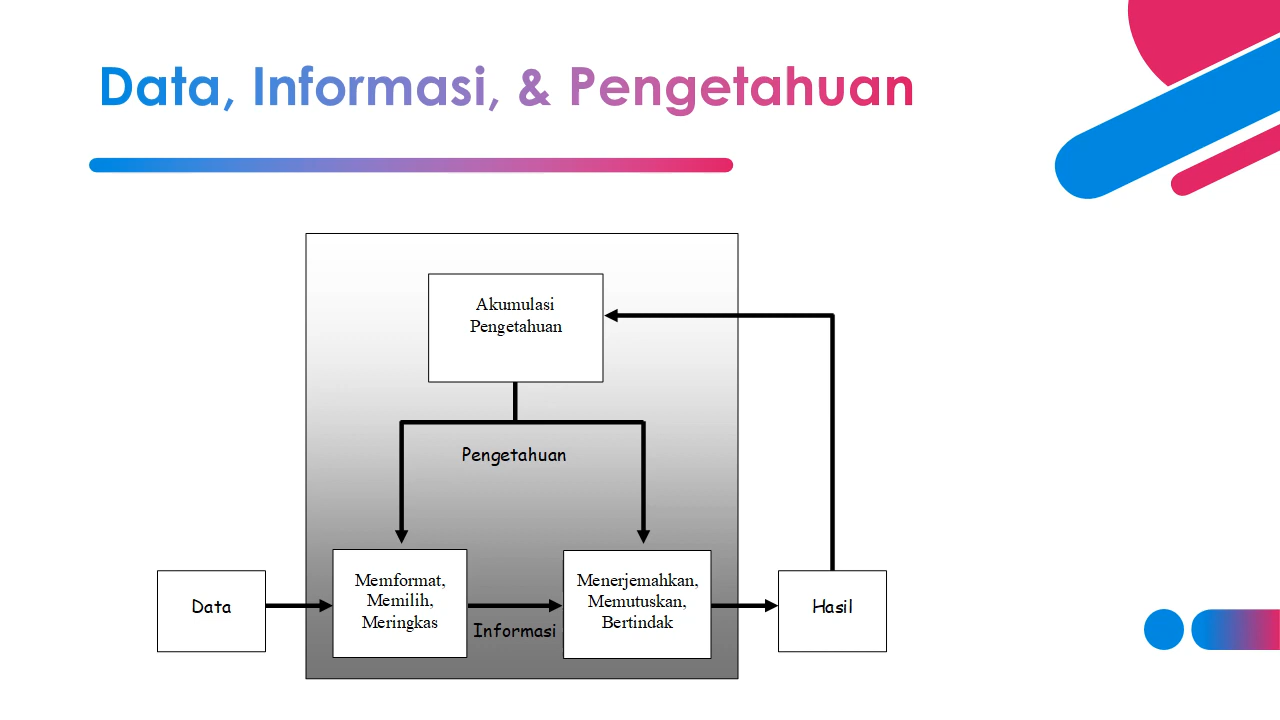 Data, Informasi, & Pengetahuan
Akumulasi
Pengetahuan
Pengetahuan
Data
Memformat,
Memilih,
Meringkas
Informasi
Menerjemahkan,
Memutuskan,
Bertindak
Hasil